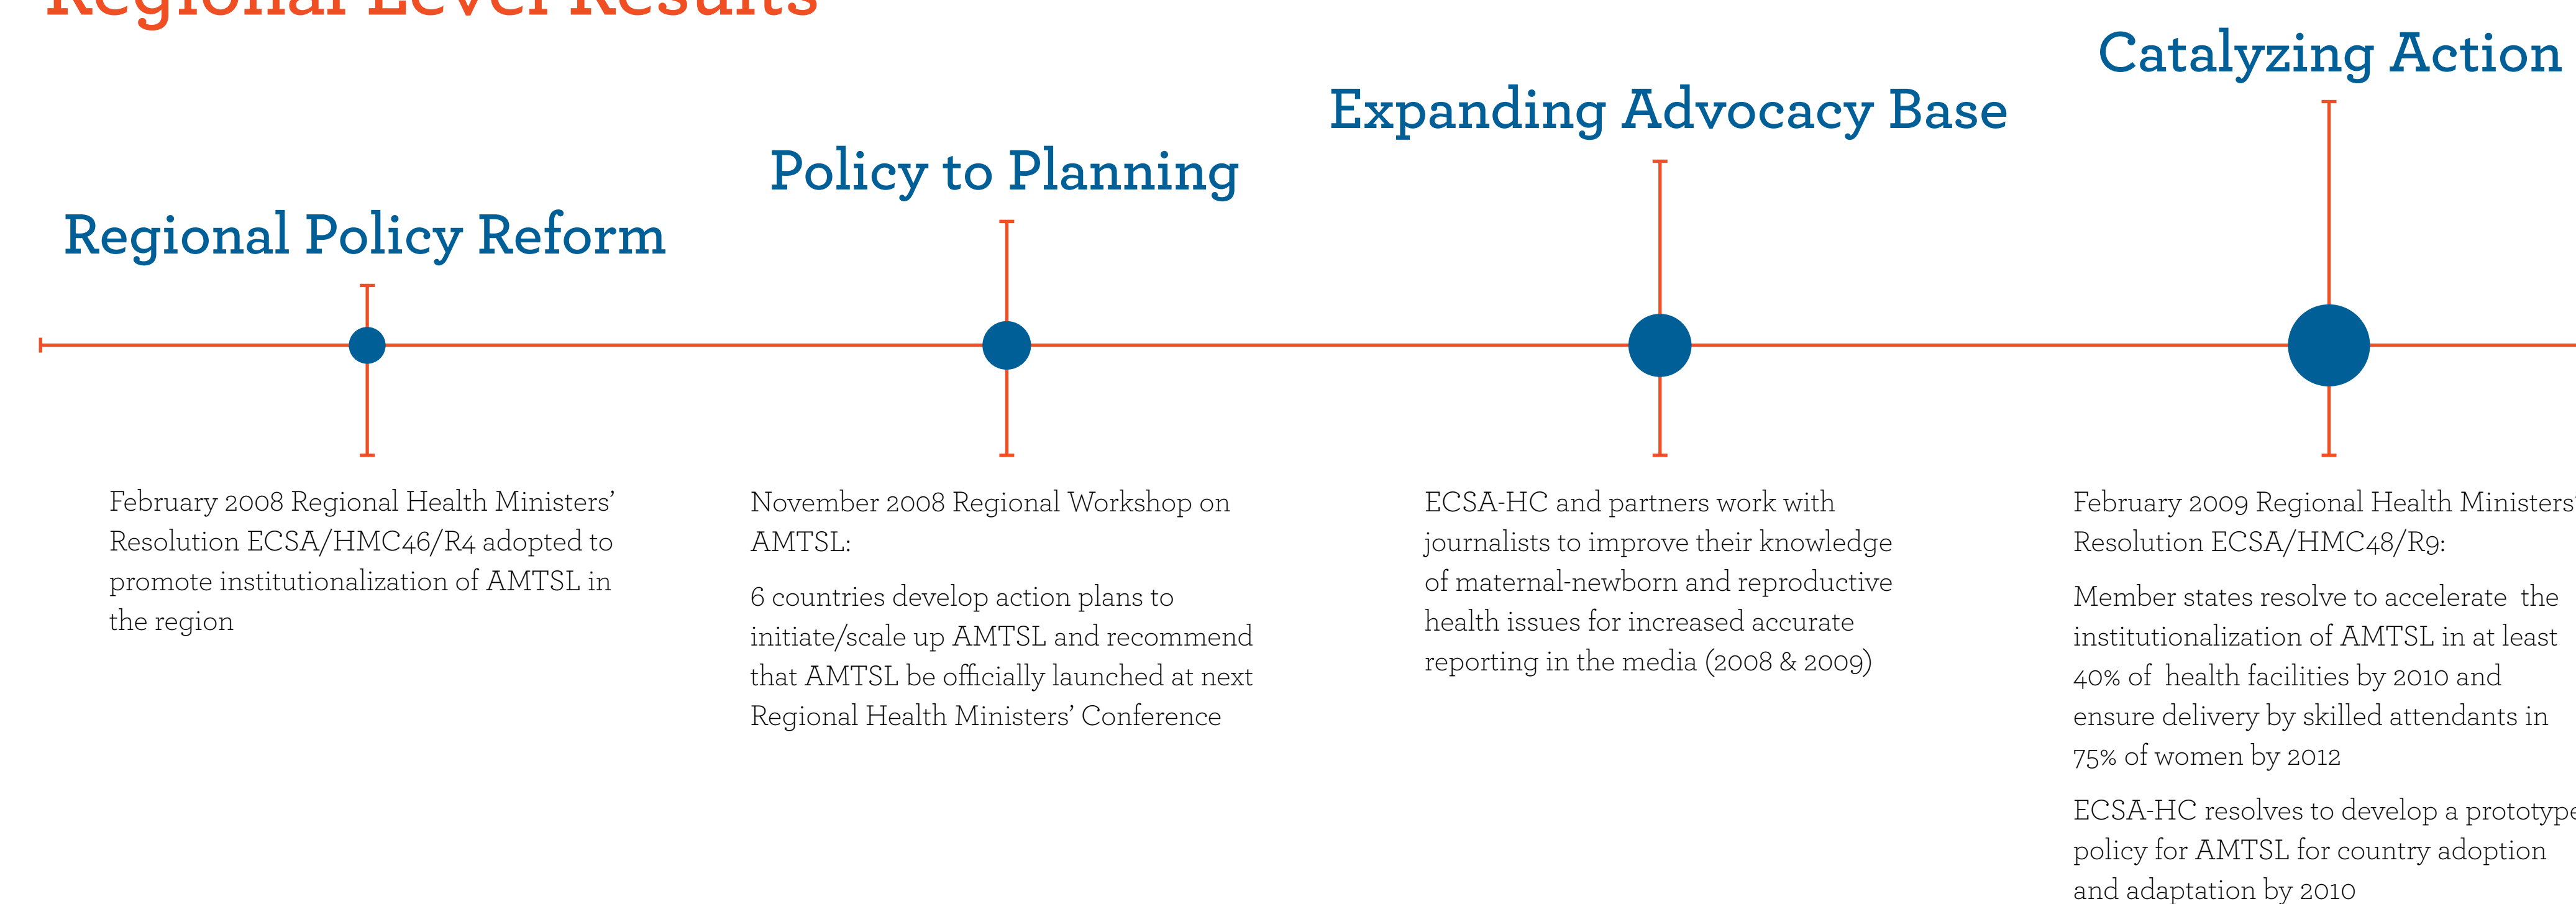 Regional Level Results
Catalyzing Action
Expanding Advocacy Base
Policy to Planning
Regional Policy Reform
February 2008 Regional Health Ministers’
Resolution ECSA/HMC46/R4 adopted to
promote institutionalization of AMTSL in
the region
November 2008 Regional Workshop on
AMTSL:
6 countries develop action plans to
initiate/scale up AMTSL and recommend
that AMTSL be officially launched at next
Regional Health Ministers’ Conference
ECSA-HC and partners work with
journalists to improve their knowledge
of maternal-newborn and reproductive
health issues for increased accurate
reporting in the media (2008 & 2009)
February 2009 Regional Health Ministers’
Resolution ECSA/HMC48/R9:
Member states resolve to accelerate  the
institutionalization of AMTSL in at least
40% of  health facilities by 2010 and
ensure delivery by skilled attendants in
75% of women by 2012
ECSA-HC resolves to develop a prototype
policy for AMTSL for country adoption
and adaptation by 2010